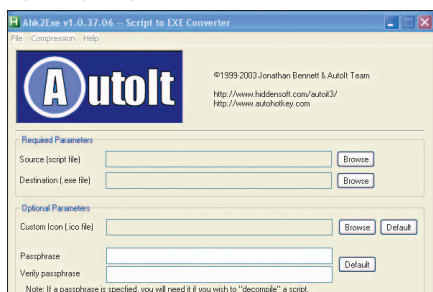 Ahk2Exe v1.0.37.06 -- Script to EXE Converter
File Compression Help
AutoIt
©1999-2003 Jonathan Bennett & AutoIt Team
http://www.hiddensoft.com/autoit3/
http://www.autohotkey.com
Required Parameters
Source (script file) Browse
Destination (.exe file) Browse
Optional Parameters
Custom Icon (.ico file) Browse Default
Passphrase
Default
Verify passphrase
Note: If a passphrase is specfied, you will need it if you wish to "decompile" a script.